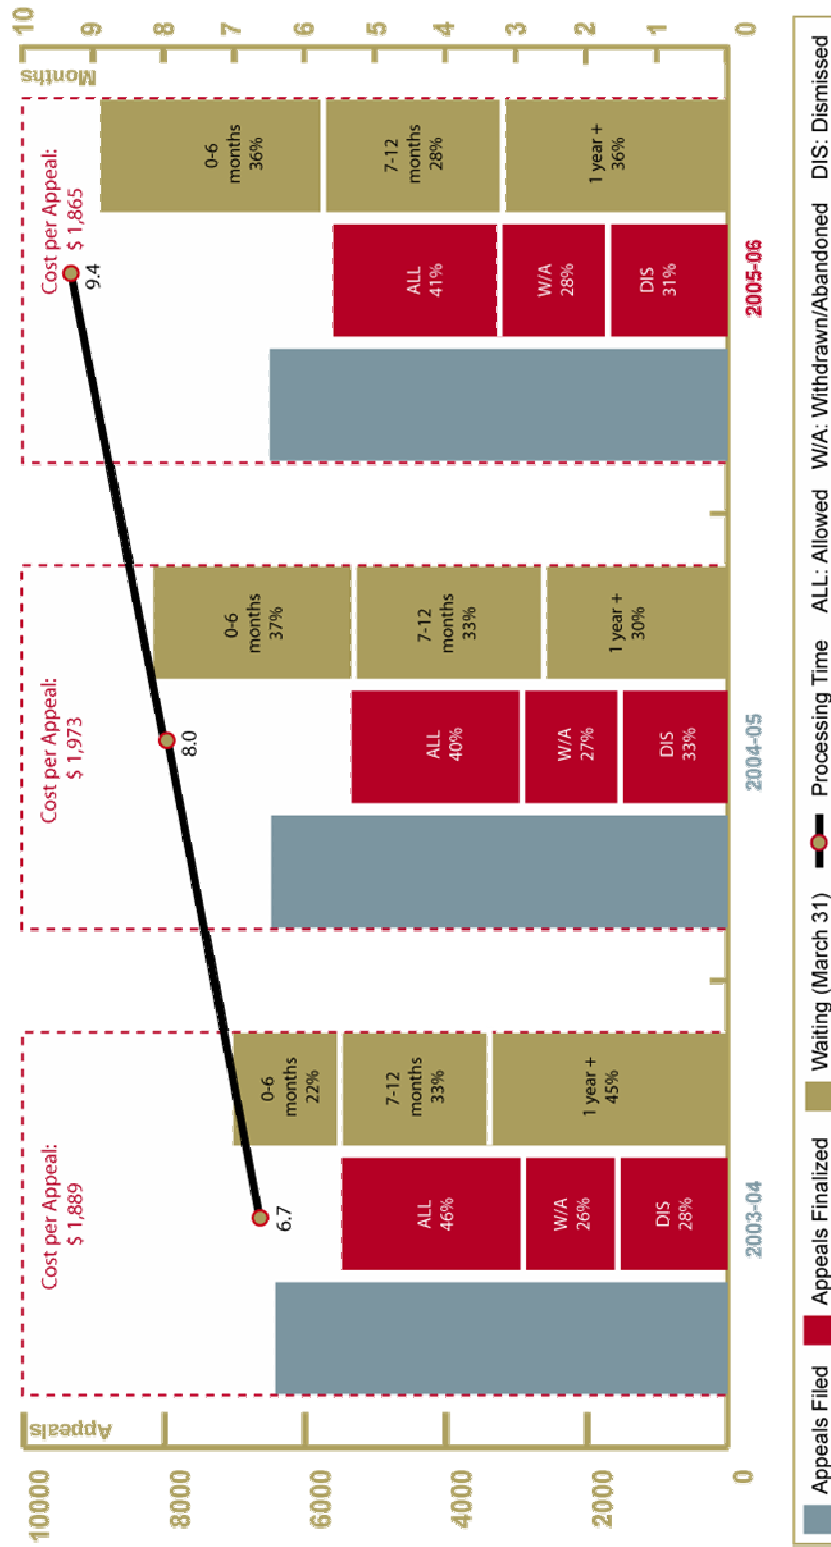 Appeals
10000
8000
6000
4000
2000
0
Cost per Appeal:
$ 1,889
6.7
ALL
46%
W/A
26%
DIS
28%
0-6
months
22%
7-12
months
33%
1 year +
45%
2003-04
Cost per Appeal:
$ 1,973
8.0
ALL
40%
W/A
27%
DIS
33%
0-6
months
37%
7-12
months
33%
1 year +
30%
2004-05
Cost per Appeal:
$ 1,865
9.4
ALL
41%
W/A
28%
DIS
31%
0-6
months
36%
7-12
months
28%
1 year +
36%
2005-06
Months
10
9
8
7
6
5
4
3
2
1
0
Appeals Filed Appeals Finalized Waiting (March 31) Processing Time ALL: Allowed W/A: Withdrawn/Abandoned DIS: Dismissed